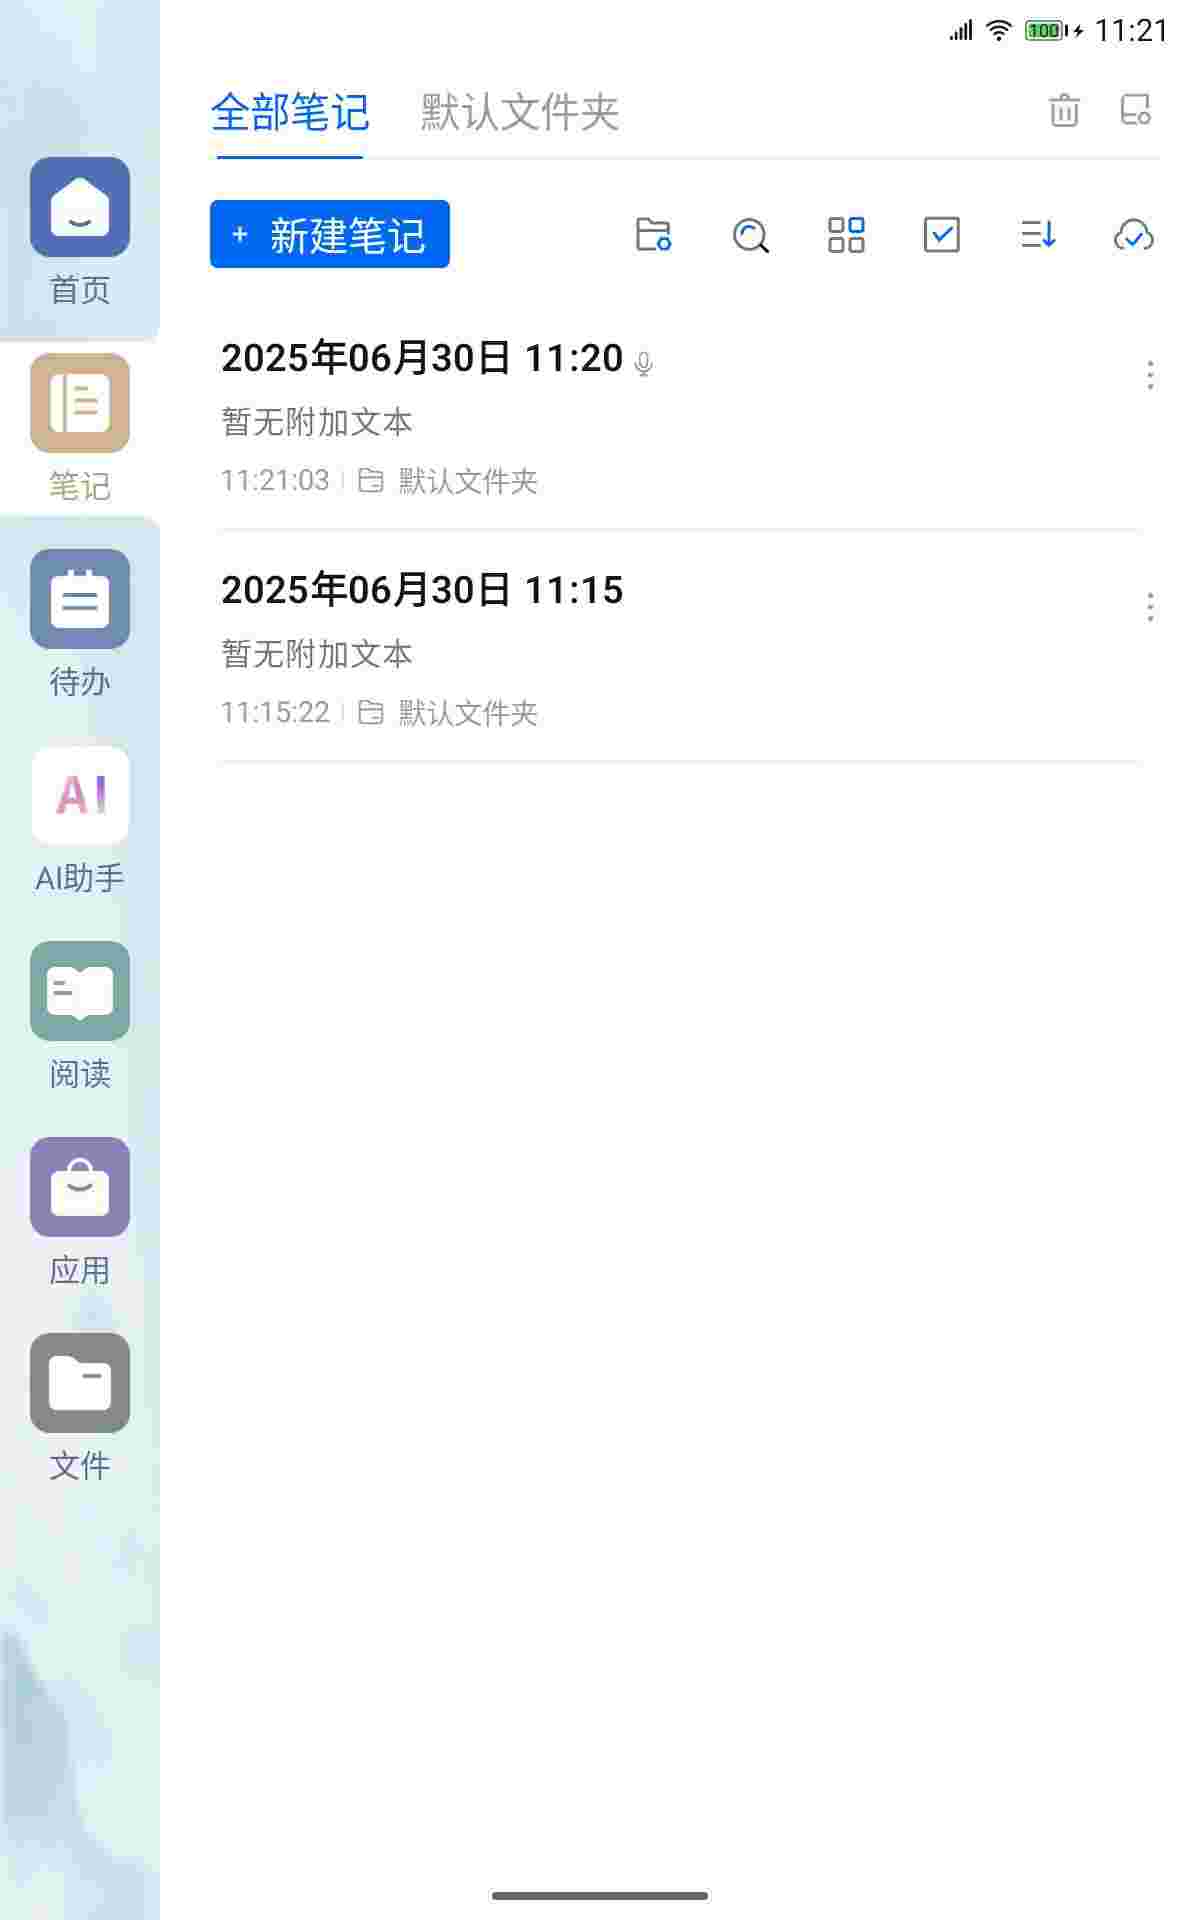 100 11:21
全部笔记 默认文件夹
+ 新建笔记
首页
2025年06月30日 11:20
暂无附加文本
11:21:03 默认文件夹
笔记
2025年06月30日 11:15
暂无附加文本
11:15:22 默认文件夹
待办
AI
AI助手
阅读
应用
文件